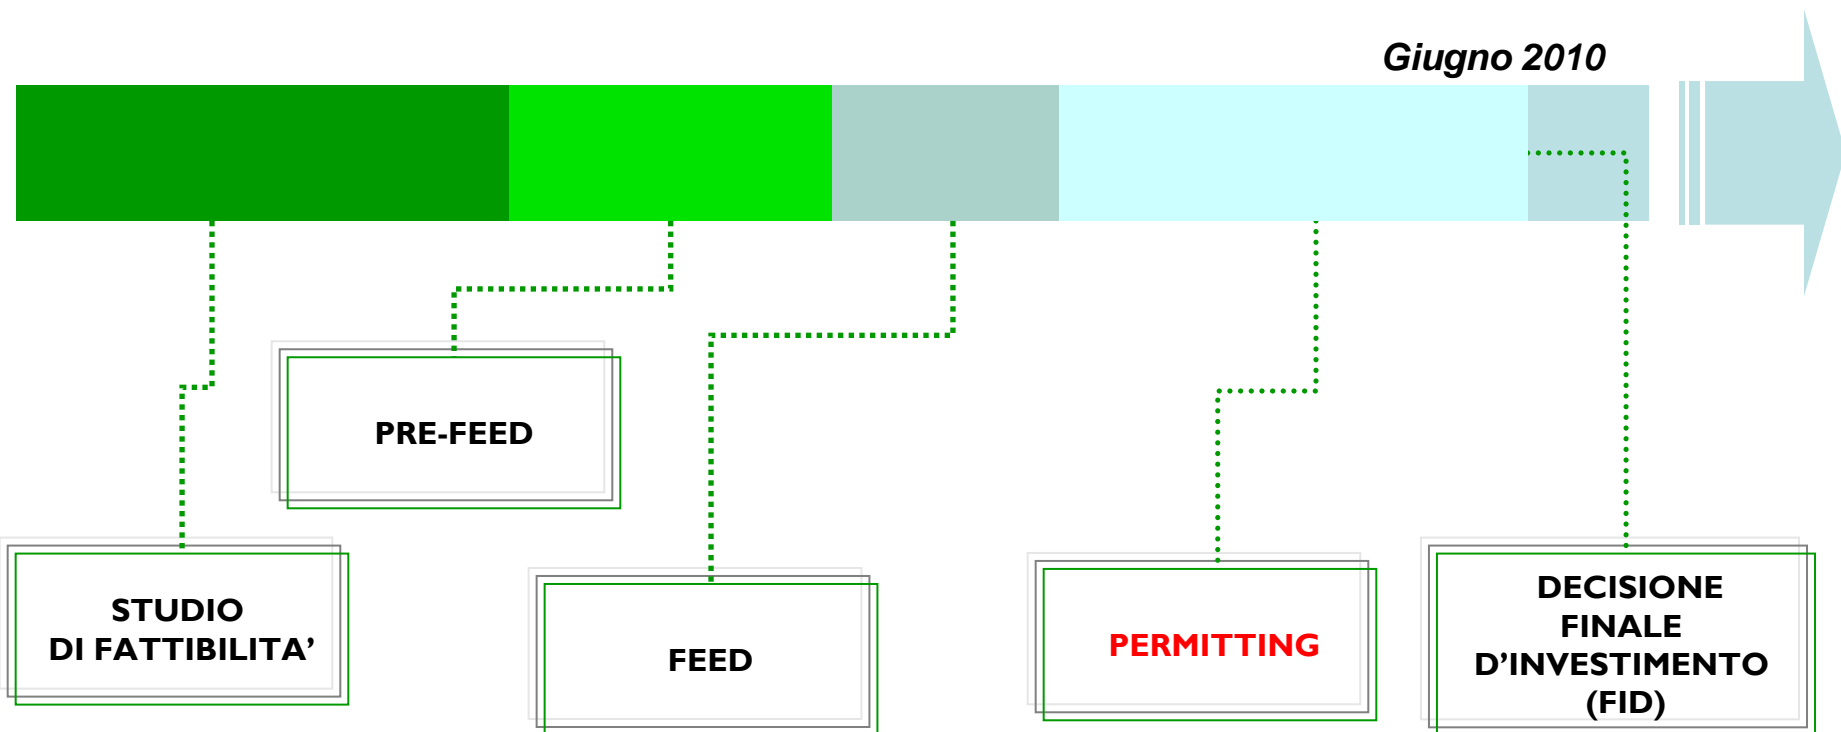 Giugno 2010
PRE-FEED
STUDIO
DI FATTIBILITA’
FEED
PERMITTING
DECISIONE
FINALE
D’INVESTIMENTO
(FID)